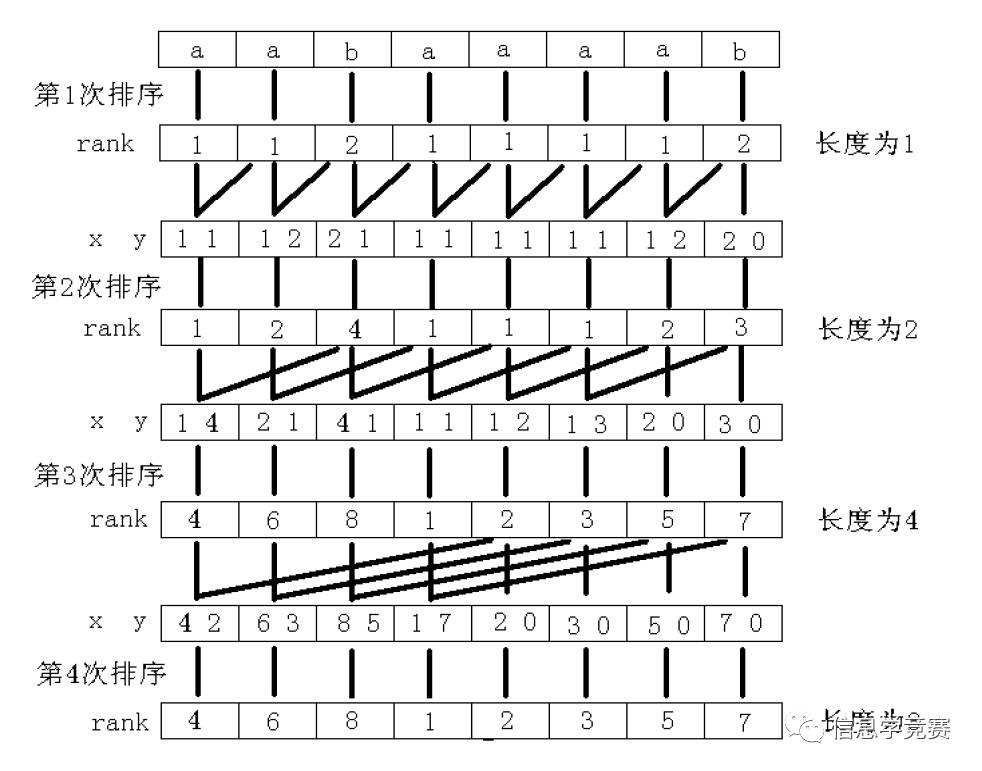 a a b a a a a b
第1次排序
rank 1 1 2 1 1 1 1 2 长度为1
x y 1 1 1 2 2 1 1 1 1 1 1 1 1 2 2 0
第2次排序
rank 1 2 4 1 1 1 2 3 长度为2
x y 1 4 2 1 4 1 1 1 1 2 1 3 2 0 3 0
第3次排序
rank 4 6 8 1 2 3 5 7 长度为4
x y 4 2 6 3 8 5 1 7 2 0 3 0 5 0 7 0
第4次排序
rank 4 6 8 1 2 3 5 7 长度为
信息学竞赛